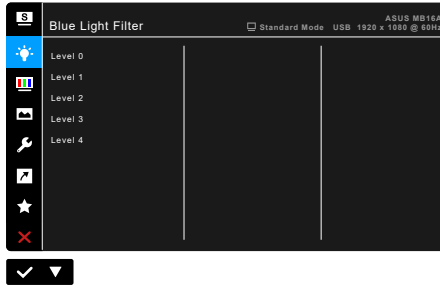 S
Blue Light Filter
ASUS MB16A
Standard Mode USB 1920 x 1080 @ 60Hz
Level 0
Level 1
Level 2
Level 3
Level 4